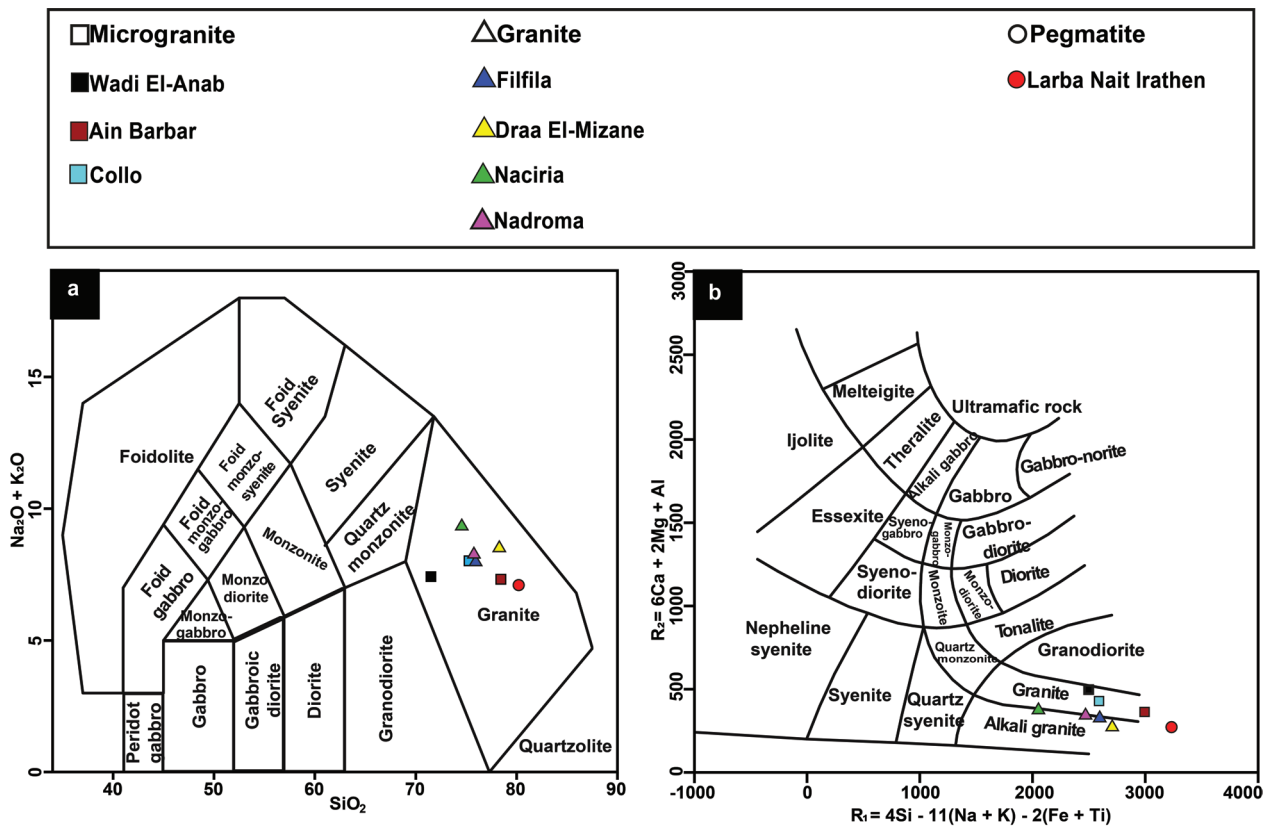 Microgranite
Granite
Pegmatite
Wadi El-Anab
Filfila
Larba Nait Irathen
Ain Barbar
Draa El-Mizane
Collo
Naciria
Nadroma
a
Na₂O + K₂O
15
10
5
0
Foidolite
Foid
Syenite
Foid
monzo-
syenite
Syenite
Foid
monzo-
gabbro
Monzonite
Quartz
monzonite
Foid
gabbro
Monzo
diorite
Monzo-
gabbro
Peridot
gabbro
Gabbro
Gabbroic
diorite
Diorite
Granodiorite
Granite
Quartzolite
40
50
60
70
80
90
SiO₂
b
R₂= 6Ca + 2Mg + Al
3000
2500
2000
1500
1000
500
0
Melteigite
Ultramafic rock
Ijolite
Theralite
Alkali gabbro
Gabbro-norite
Gabbro
Essexite
Syeno-
gabbro
Monzo-
gabbro
Gabbro-
diorite
Syeno-
diorite
Monzoite
Monzo-
diorite
Diorite
Nepheline
syenite
Tonalite
Quartz
monzonite
Granodiorite
Syenite
Quartz
syenite
Granite
Alkali granite
-1000
0
1000
2000
3000
4000
R₁= 4Si - 11(Na + K) - 2(Fe + Ti)